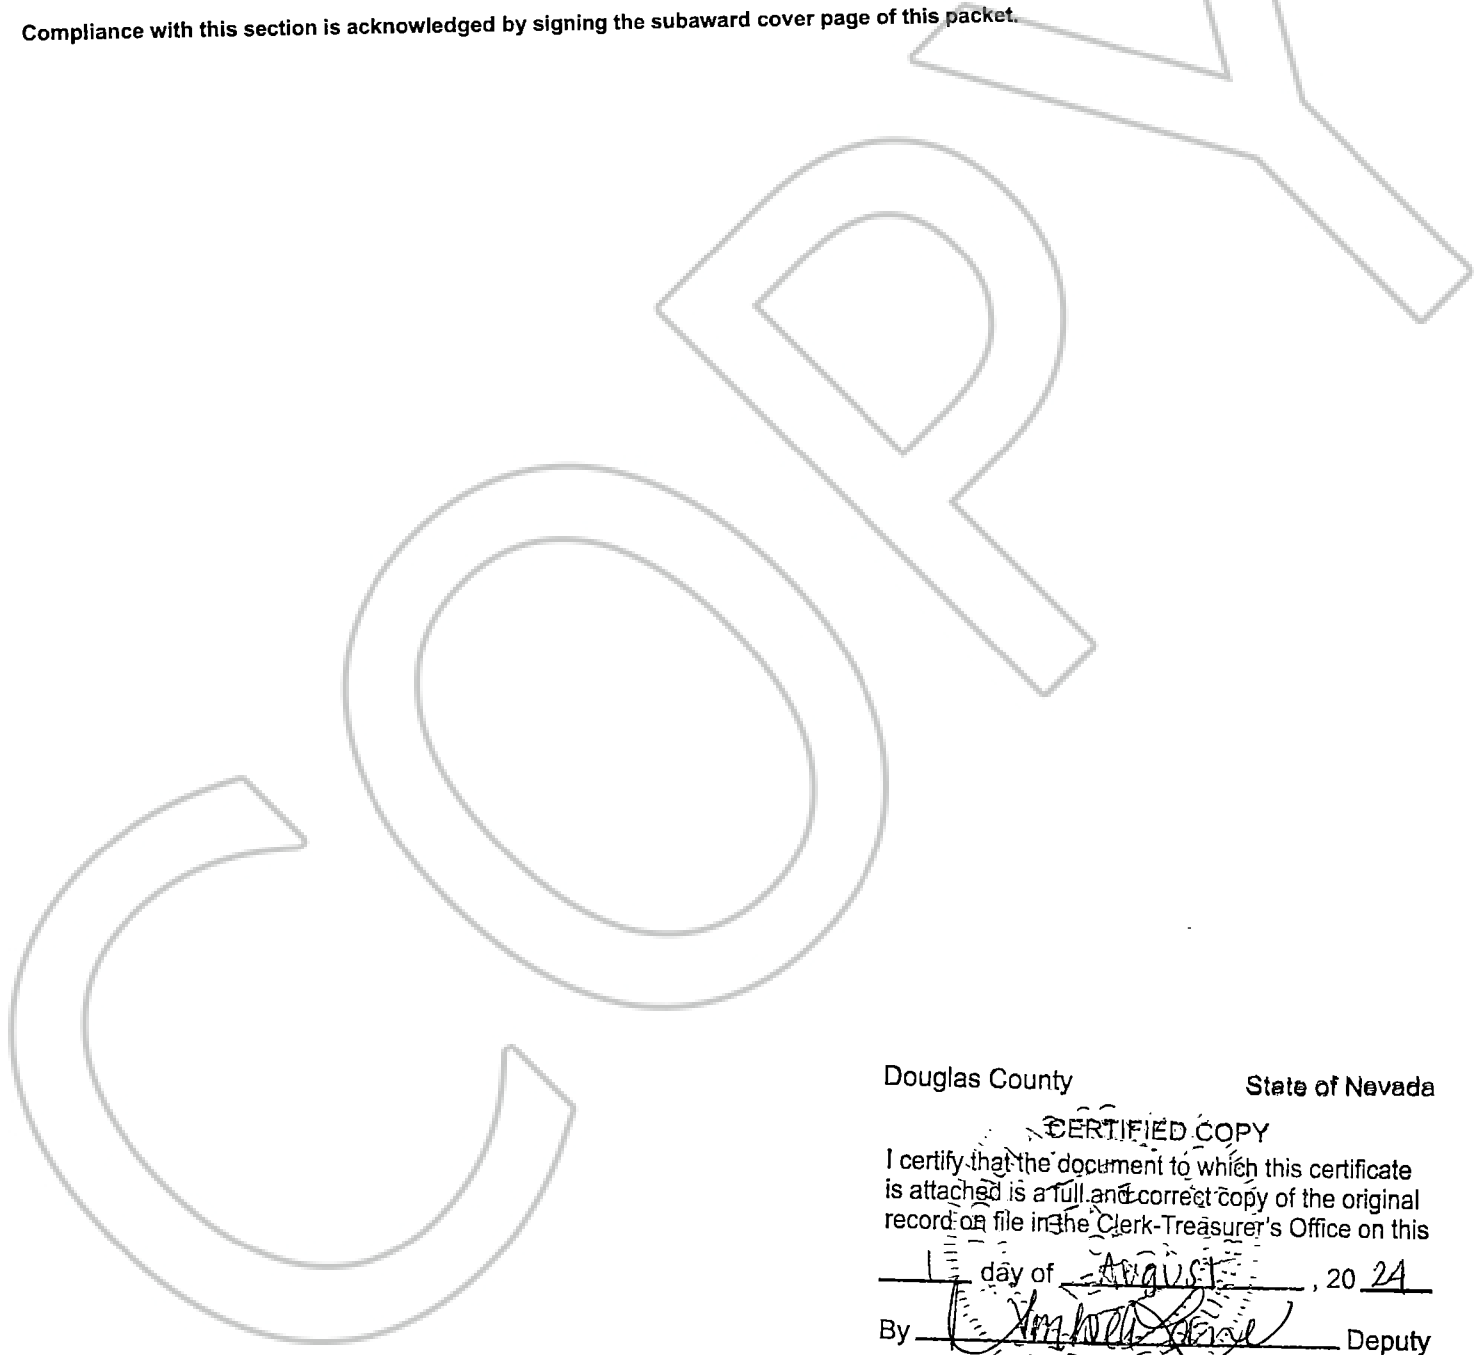 Compliance with this section is acknowledged by signing the subaward cover page of this packet.
COPY
Douglas County State of Nevada
CERTIFIED COPY
I certify that the document to which this certificate
is attached is a full and correct copy of the original
record on file in the Clerk-Treasurer's Office on this
1 day of August , 20 24
By Deputy